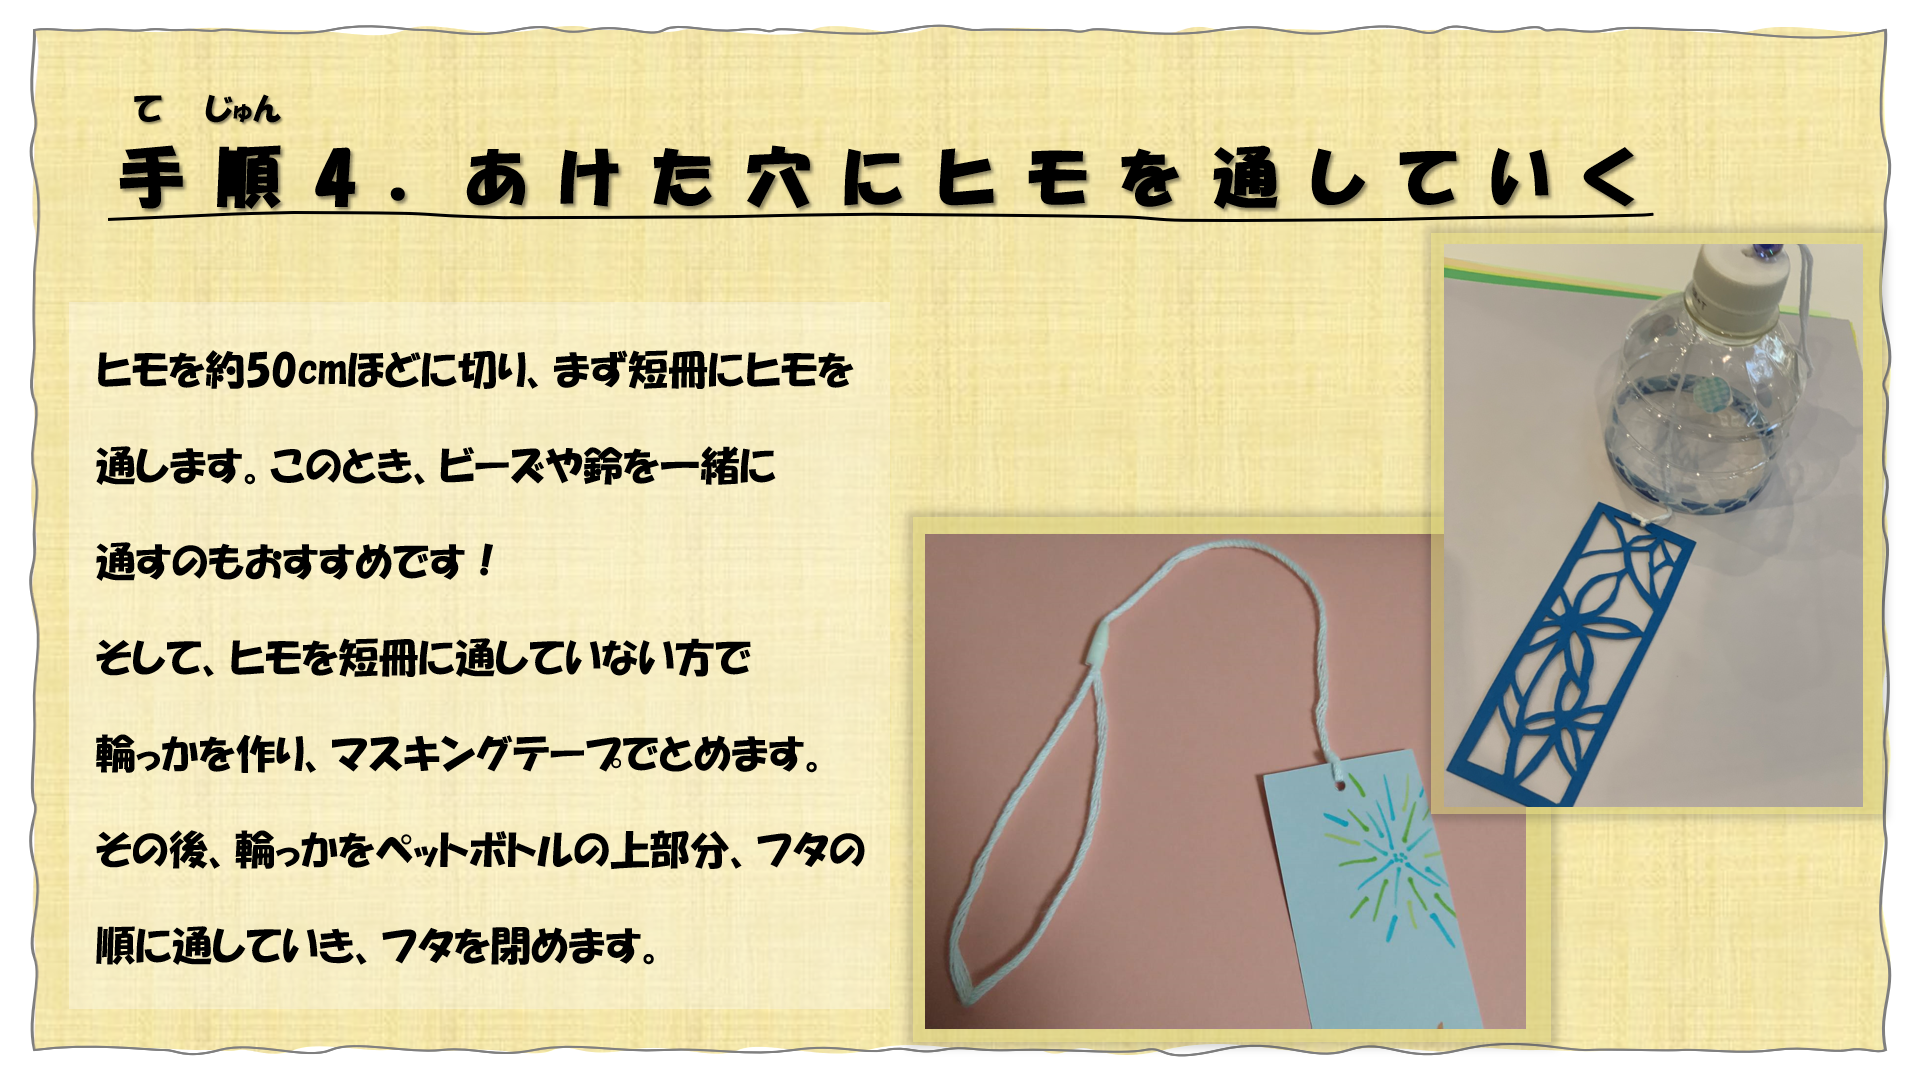 て じゅん
手順４．あけた穴にヒモを通していく
ヒモを約50cmほどに切り、まず短冊にヒモを
通します。このとき、ビーズや鈴を一緒に
通すのもおすすめです！
そして、ヒモを短冊に通していない方で
輪っかを作り、マスキングテープでとめます。
その後、輪っかをペットボトルの上部分、フタの
順に通していき、フタを閉めます。